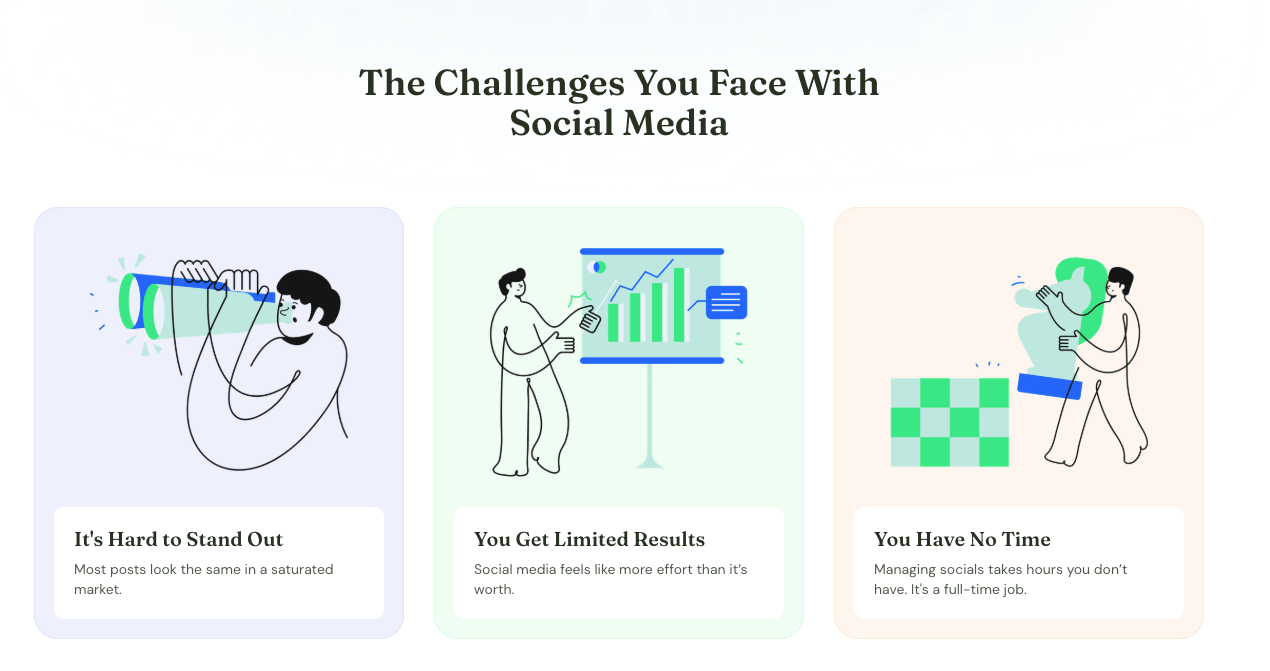 The Challenges You Face With
Social Media
It's Hard to Stand Out
Most posts look the same in a saturated
market.
You Get Limited Results
Social media feels like more effort than it’s
worth.
You Have No Time
Managing socials takes hours you don’t
have. It's a full-time job.